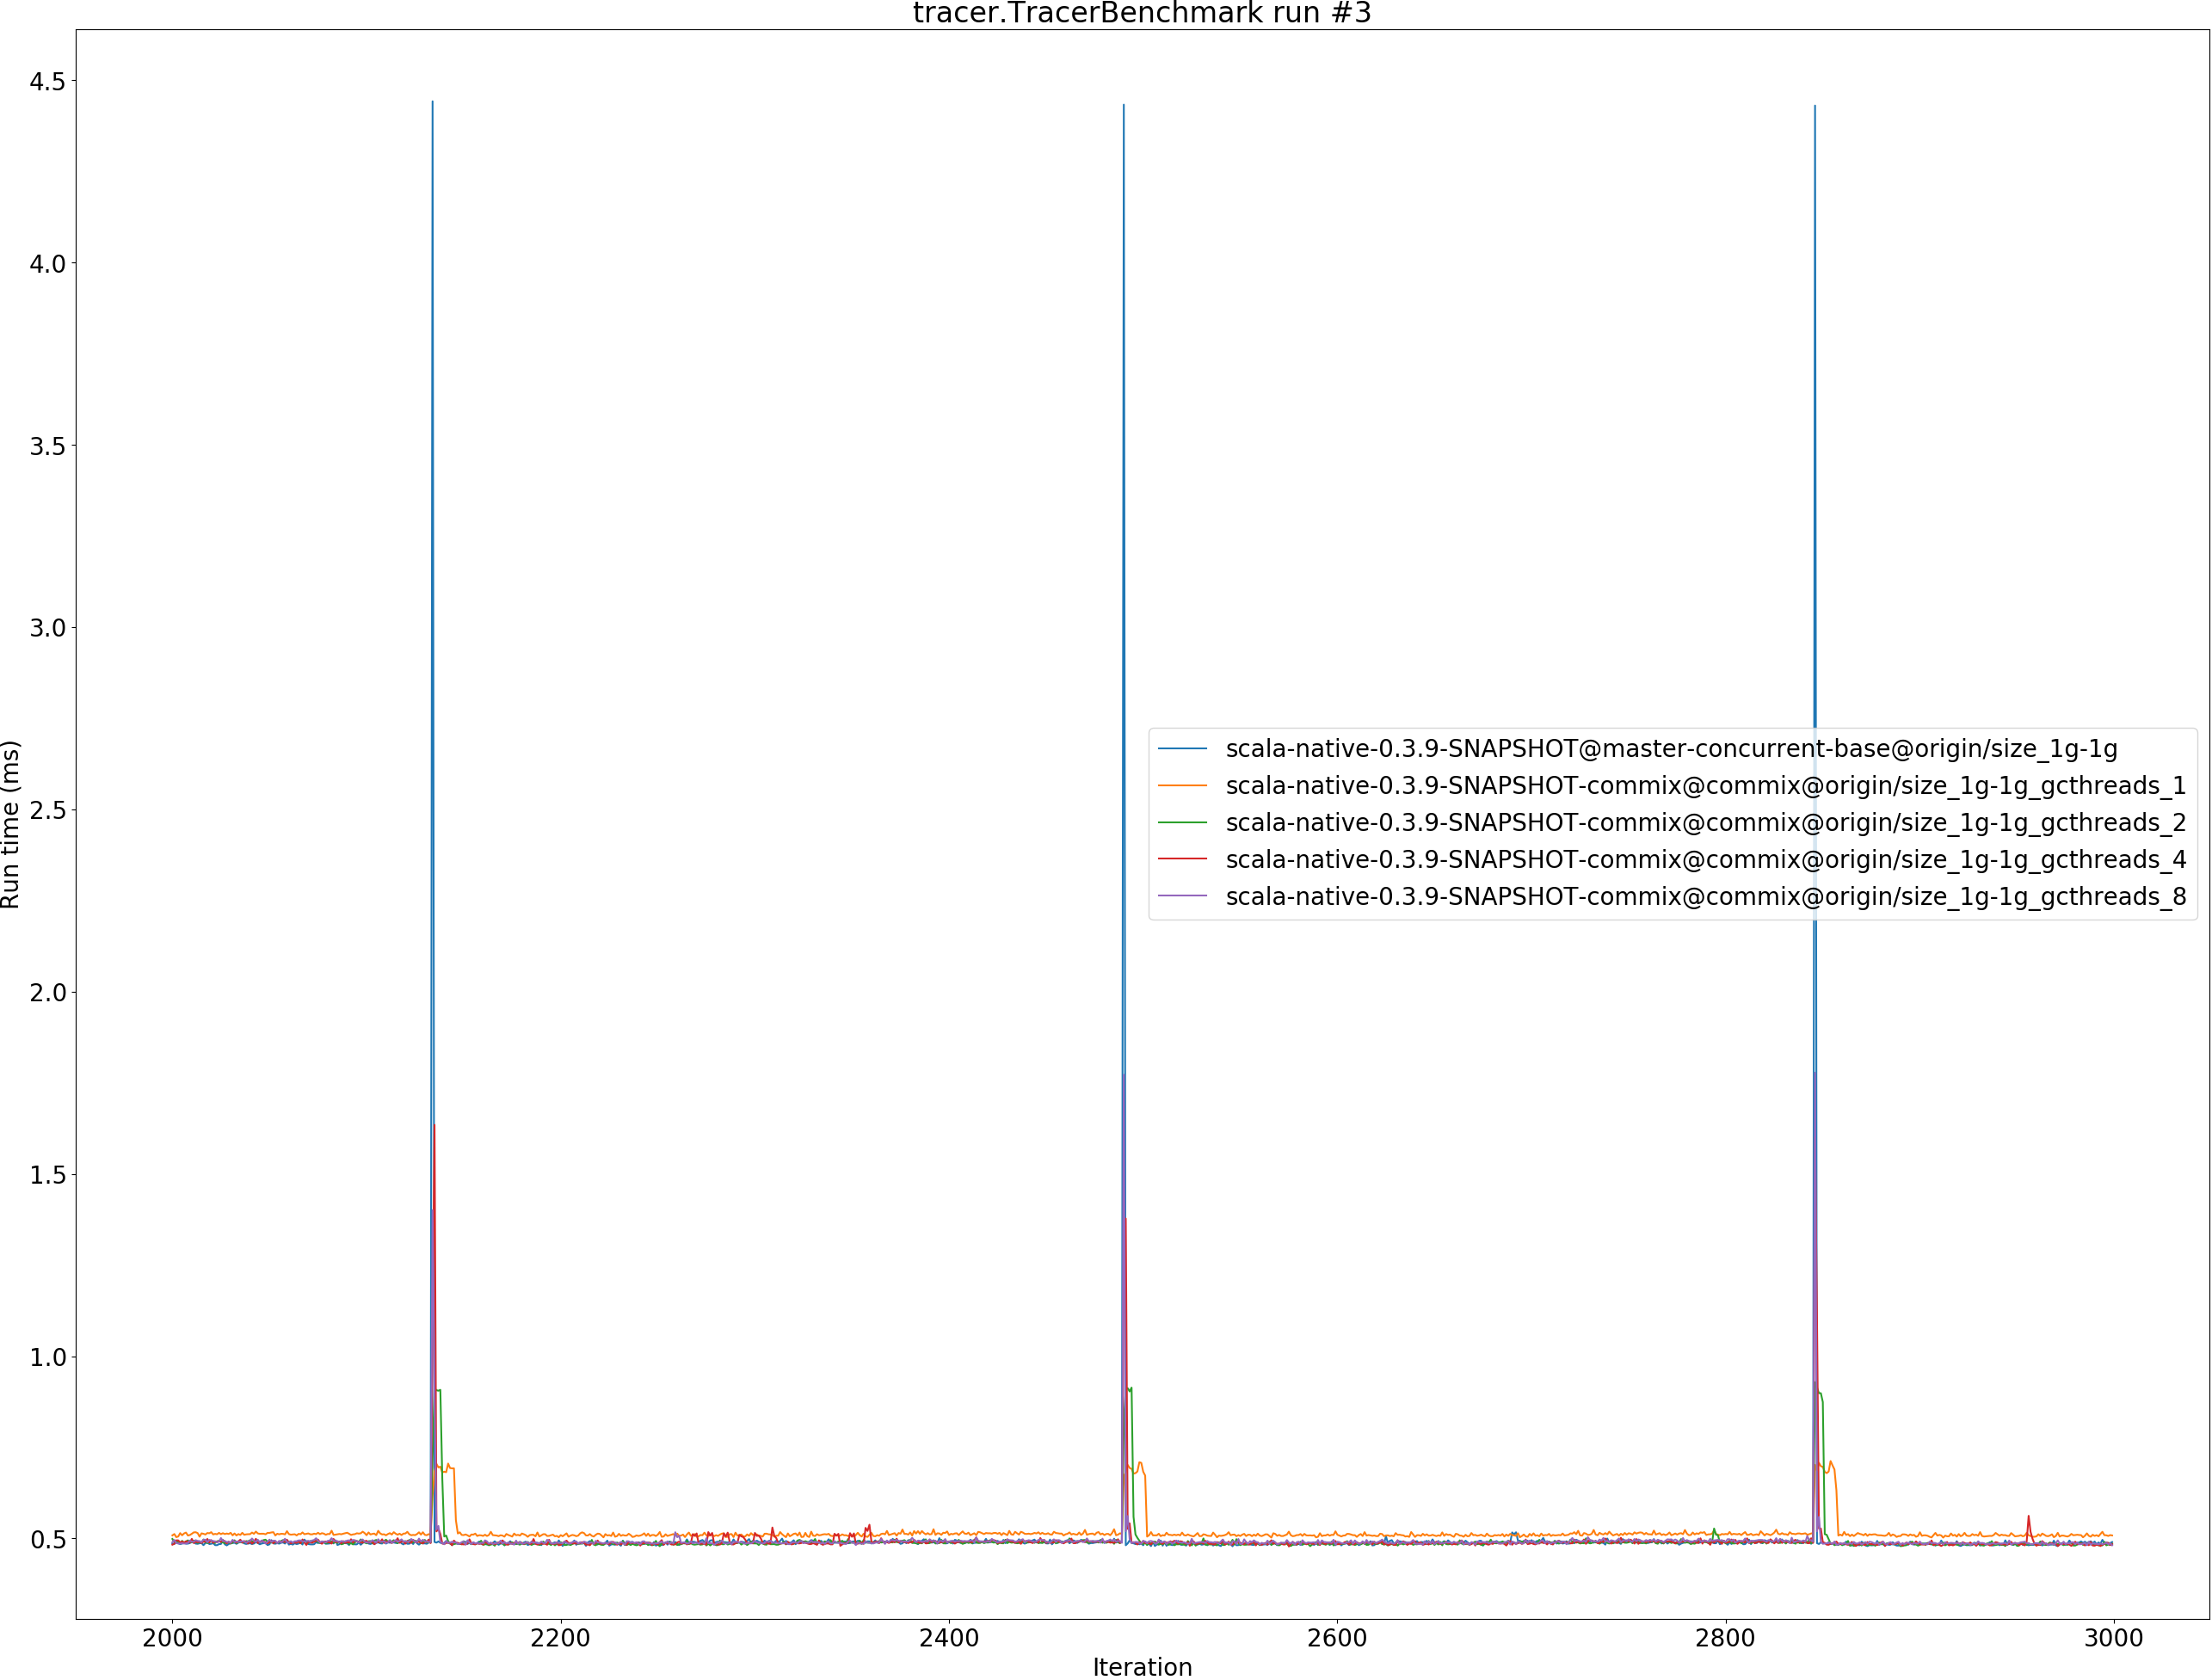 tracer.TracerBenchmark run #3
4.5
4.0
3.5
3.0
2.5
2.0
1.5
1.0
0.5
Run time (ms)
scala-native-0.3.9-SNAPSHOT@master-concurrent-base@origin/size_1g-1g
scala-native-0.3.9-SNAPSHOT-commix@commix@origin/size_1g-1g_gcthreads_1
scala-native-0.3.9-SNAPSHOT-commix@commix@origin/size_1g-1g_gcthreads_2
scala-native-0.3.9-SNAPSHOT-commix@commix@origin/size_1g-1g_gcthreads_4
scala-native-0.3.9-SNAPSHOT-commix@commix@origin/size_1g-1g_gcthreads_8
2000 2200 2400 2600 2800 3000
Iteration